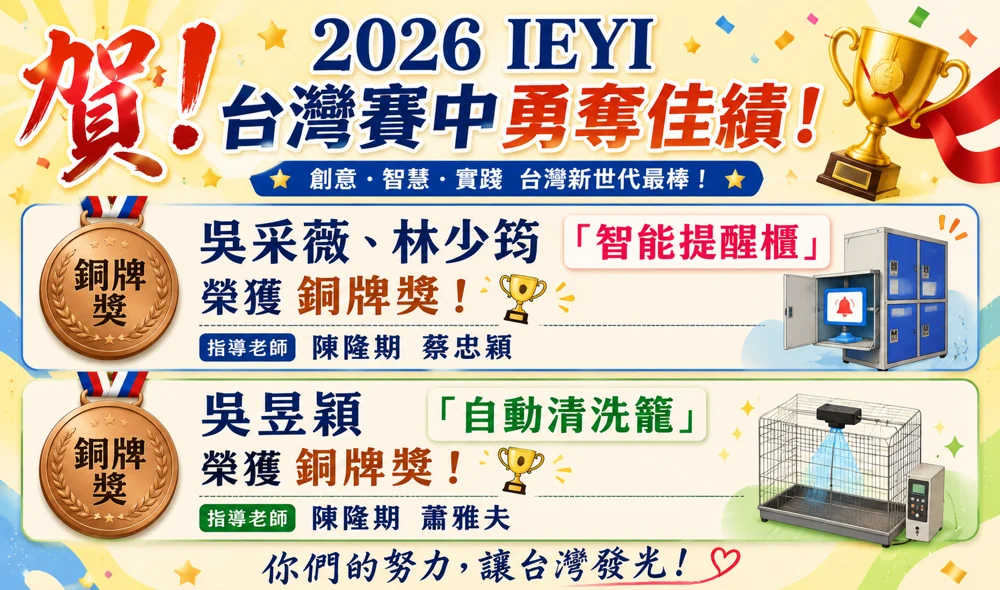 賀！
2026 IEYI
台灣賽中勇奪佳績！
創意·智慧·實踐 台灣新世代最棒！
銅牌獎
吳采薇、林少筠「智能提醒櫃」
榮獲 銅牌獎！
指導老師 陳隆期 蔡忠穎
銅牌獎
吳昱穎 「自動清洗籠」
榮獲 銅牌獎！
指導老師 陳隆期 蕭雅夫
你們的努力，讓台灣發光！